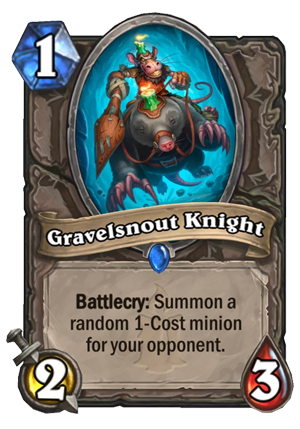 1
Gravelsnout Knight
Battlecry: Summon a
random 1-Cost minion
for your opponent.
2
3